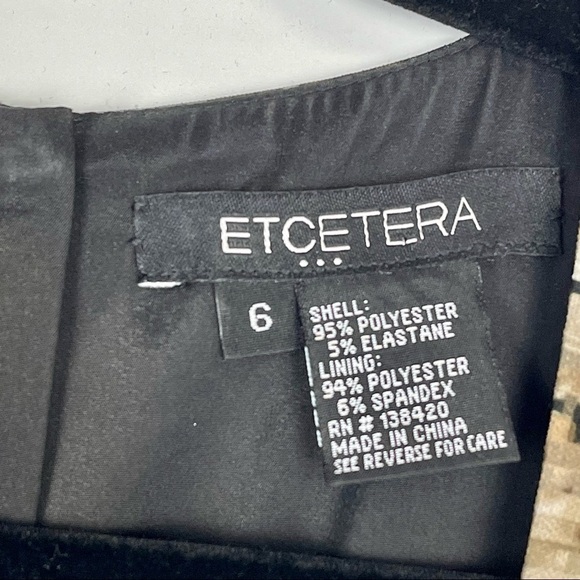 ETCETERA
...
6
SHELL:
95% POLYESTER
5% ELASTANE
LINING:
94% POLYESTER
6% SPANDEX
RN # 138420
MADE IN CHINA
SEE REVERSE FOR CARE